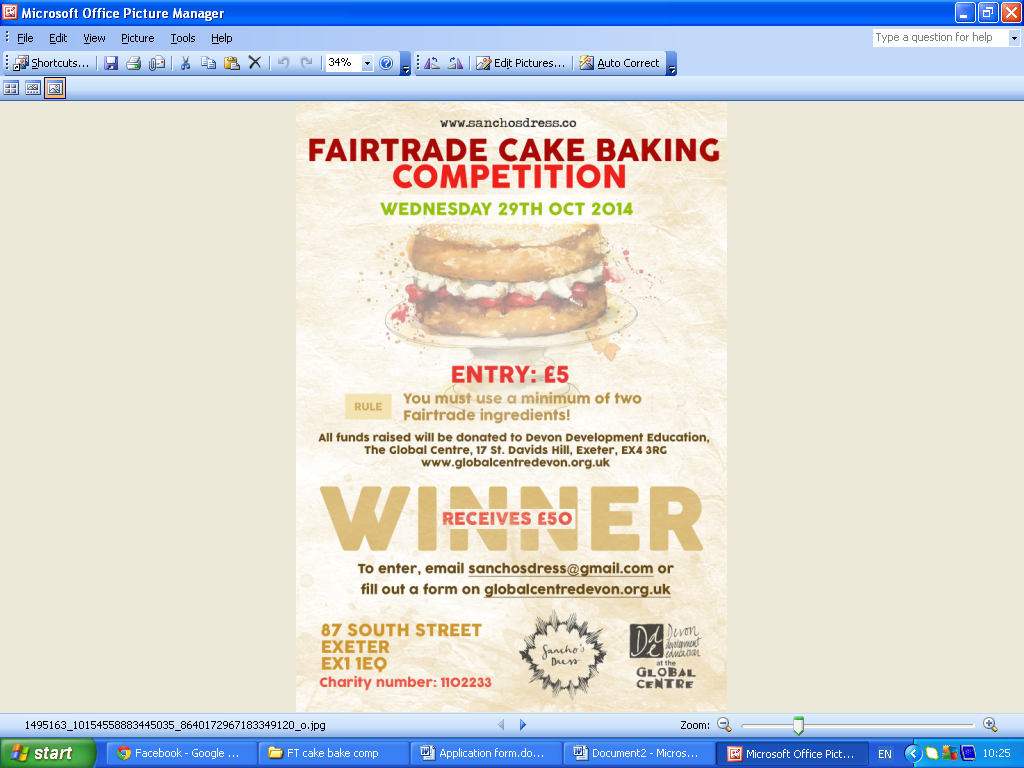 Microsoft Office Picture Manager
File Edit View Picture Tools Help
Type a question for help
Shortcuts...
34%
Edit Pictures...
Auto Correct
www.sanchosdress.co
FAIRTRADE CAKE BAKING
COMPETITION
WEDNESDAY 29TH OCT 2014
ENTRY: £5
RULE
You must use a minimum of two
Fairtrade ingredients!
All funds raised will be donated to Devon Development Education,
The Global Centre, 17 St. Davids Hill, Exeter, EX4 3RG
www.globalcentredevon.org.uk
WINNER
RECEIVES £50
To enter, email sanchosdress@gmail.com or
fill out a form on globalcentredevon.org.uk
87 SOUTH STREET
EXETER
EX1 1EQ
Charity number: 1102233
Sancho's
Dress
Dde
Devon
development
education
at the
GLOBAL
CENTRE
1495163_10154558883445035_8640172967183349120_o.jpg
Zoom:
start
Facebook - Google ...
FT cake bake comp
Application form.do...
Document2 - Micros...
Microsoft Office Pict...
EN
10:25